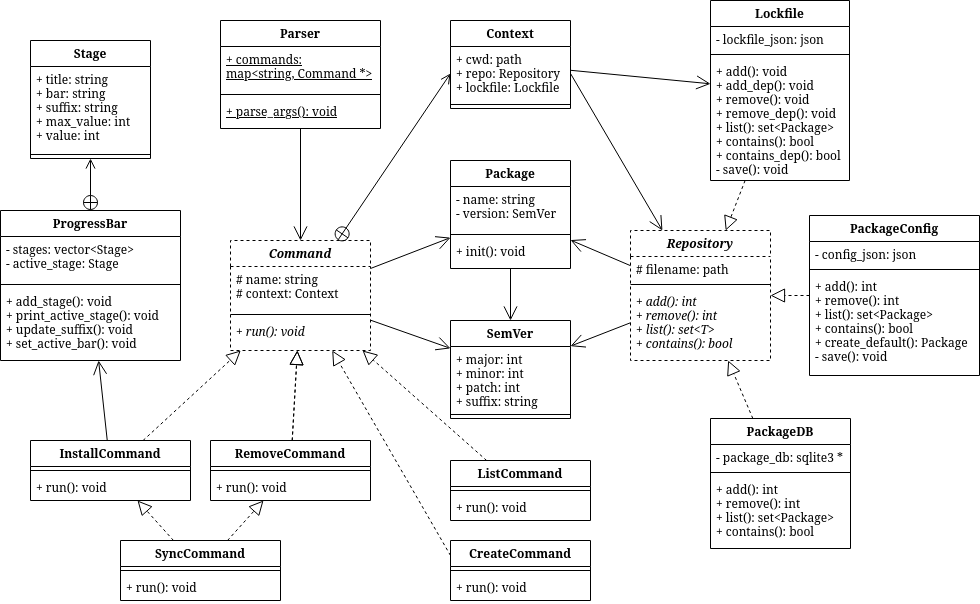 Stage
+ title: string
+ bar: string
+ suffix: string
+ max_value: int
+ value: int
Parser
+ commands:
map<string, Command *>
+ parse_args(): void
Context
+ cwd: path
+ repo: Repository
+ lockfile: Lockfile
Lockfile
- lockfile_json: json
+ add(): void
+ add_dep(): void
+ remove(): void
+ remove_dep(): void
+ list(): set<Package>
+ contains(): bool
+ contains_dep(): bool
- save(): void
Package
- name: string
- version: SemVer
+ init(): void
ProgressBar
- stages: vector<Stage>
- active_stage: Stage
+ add_stage(): void
+ print_active_stage(): void
+ update_suffix(): void
+ set_active_bar(): void
Command
# name: string
# context: Context
+ run(): void
Repository
# filename: path
+ add(): int
+ remove(): int
+ list(): set<T>
+ contains(): bool
PackageConfig
- config_json: json
+ add(): int
+ remove(): int
+ list(): set<Package>
+ contains(): bool
+ create_default(): Package
- save(): void
SemVer
+ major: int
+ minor: int
+ patch: int
+ suffix: string
PackageDB
- package_db: sqlite3 *
+ add(): int
+ remove(): int
+ list(): set<Package>
+ contains(): bool
InstallCommand
+ run(): void
RemoveCommand
+ run(): void
ListCommand
+ run(): void
SyncCommand
+ run(): void
CreateCommand
+ run(): void